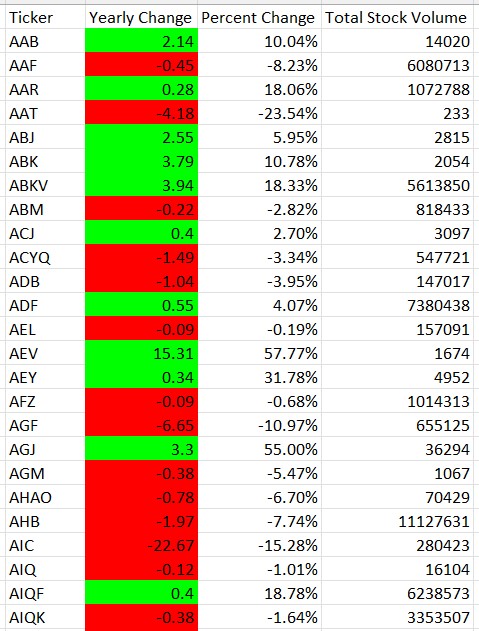 Ticker Yearly Change Percent Change Total Stock Volume
AAB 2.14 10.04% 14020
AAF -0.45 -8.23% 6080713
AAR 0.28 18.06% 1072788
AAT -4.18 -23.54% 233
ABJ 2.55 5.95% 2815
ABK 3.79 10.78% 2054
ABKV 3.94 18.33% 5613850
ABM -0.22 -2.82% 818433
ACJ 0.4 2.70% 3097
ACYQ -1.49 -3.34% 547721
ADB -1.04 -3.95% 147017
ADF 0.55 4.07% 7380438
AEL -0.09 -0.19% 157091
AEV 15.31 57.77% 1674
AEY 0.34 31.78% 4952
AFZ -0.09 -0.68% 1014313
AGF -6.65 -10.97% 655125
AGJ 3.3 55.00% 36294
AGM -0.38 -5.47% 1067
AHAO -0.78 -6.70% 70429
AHB -1.97 -7.74% 11127631
AIC -22.67 -15.28% 280423
AIQ -0.12 -1.01% 16104
AIQF 0.4 18.78% 6238573
AIQK -0.38 -1.64% 3353507